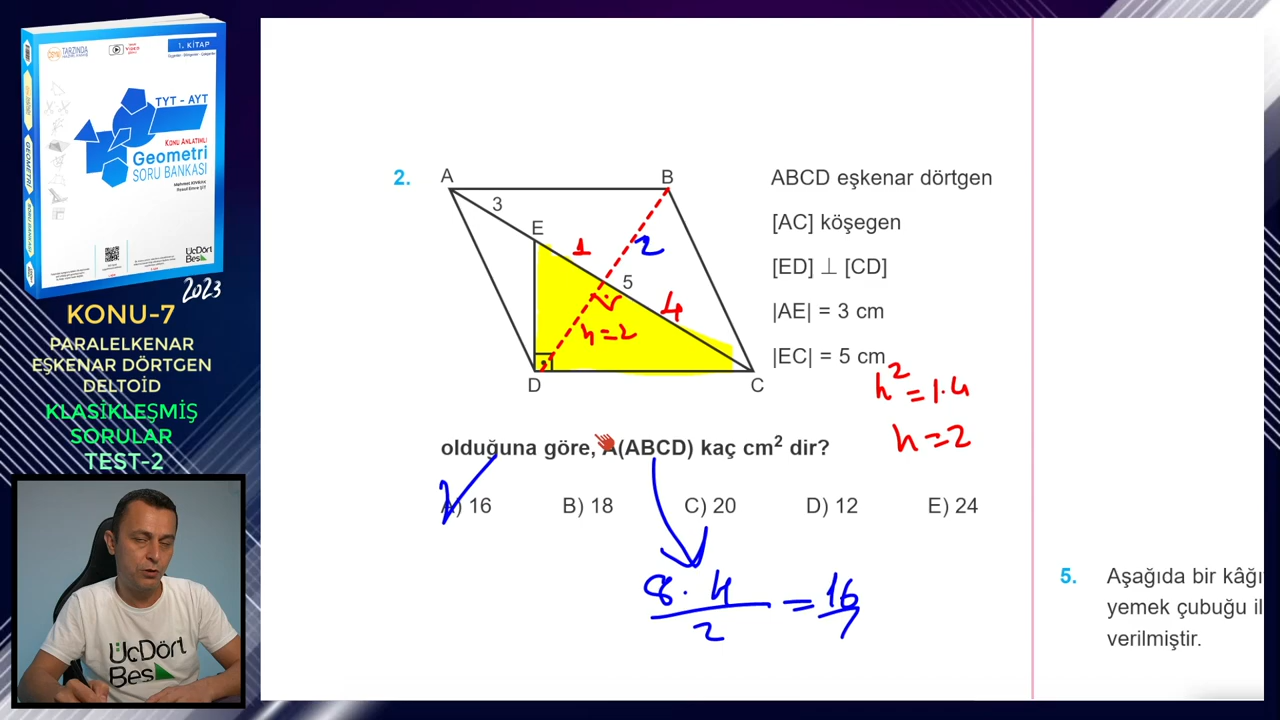 TARZINDA
1. KİTAP
TYT - AYT
KONU ANLATIMLI
Geometri
SORU BANKASI
GEOMETRİ
ÜçDört
Beş
2023
KONU-7
PARALELKENAR
EŞKENAR DÖRTGEN
DELTOİD
KLASİKLEŞMİŞ
SORULAR
TEST-2
ÜçDört
Beş
2.
A
B
3
E
1
2
5
4
h=2
D
C
ABCD eşkenar dörtgen
[AC] köşegen
[ED] ⊥ [CD]
|AE| = 3 cm
|EC| = 5 cm
h² = 1.4
h = 2
olduğuna göre, A(ABCD) kaç cm² dir?
A) 16 B) 18 C) 20 D) 12 E) 24
8.4/2 = 16
5. Aşağıda bir kâğı
yemek çubuğu il
verilmiştir.